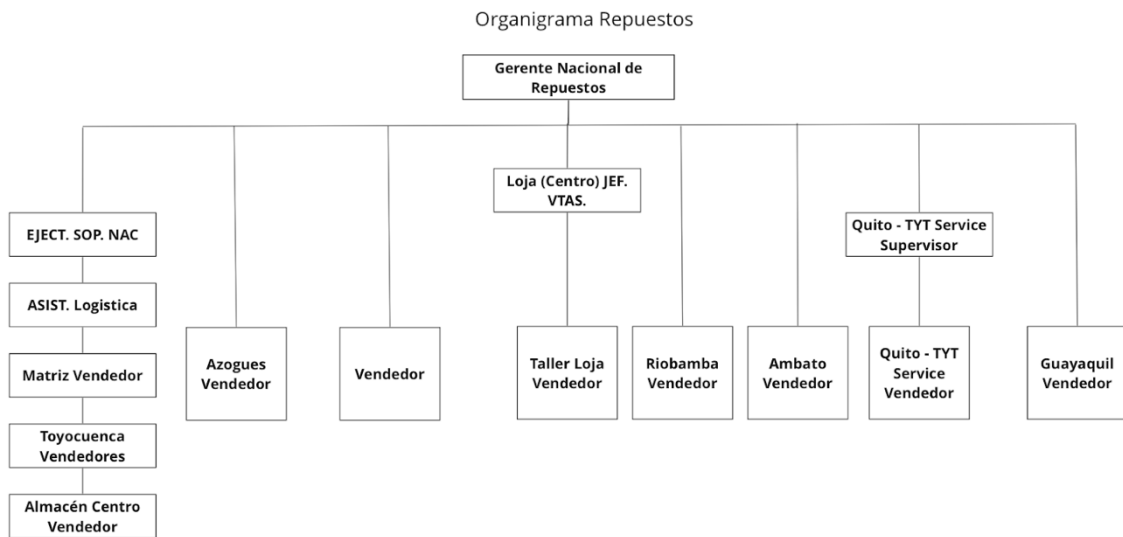 Organigrama Repuestos
Gerente Nacional de
Repuestos
Loja (Centro) JEF.
VTAS.
EJECT. SOP. NAC
Quito - TYT Service
Supervisor
ASIST. Logistica
Matriz Vendedor
Toyocuenca
Vendedores
Almacén Centro
Vendedor
Azogues
Vendedor
Vendedor
Taller Loja
Vendedor
Riobamba
Vendedor
Ambato
Vendedor
Quito - TYT
Service
Vendedor
Guayaquil
Vendedor